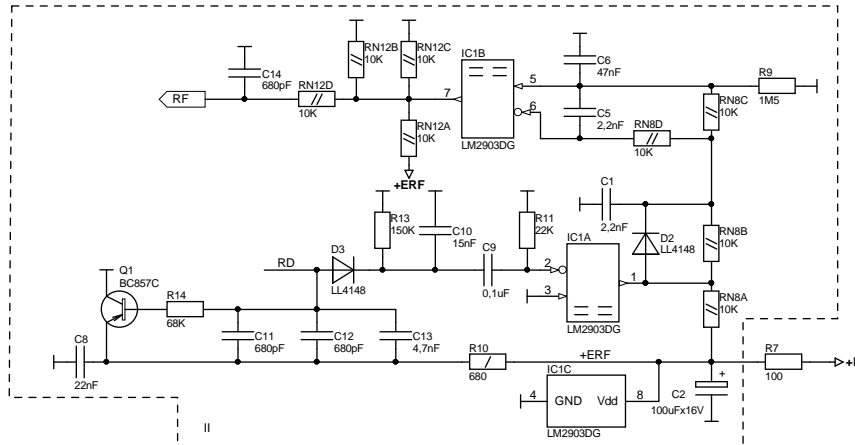 RN12B
10K
RN12C
10K
IC1B
C6
47nF
C14
680pF
R9
1M5
RF
RN12D
10K
7
5
6
C5
2,2nF
RN8C
10K
RN8D
10K
RN12A
10K
LM2903DG
+ERF
C1
2,2nF
R13
150K
C10
15nF
R11
22K
IC1A
D2
LL4148
RN8B
10K
RD
D3
LL4148
C9
0,1uF
2
3
1
Q1
BC857C
R14
68K
RN8A
10K
LM2903DG
C8
22nF
C11
680pF
C12
680pF
C13
4,7nF
R10
680
+ERF
R7
100
IC1C
4
GND
Vdd
8
LM2903DG
+
C2
100uFx16V
II